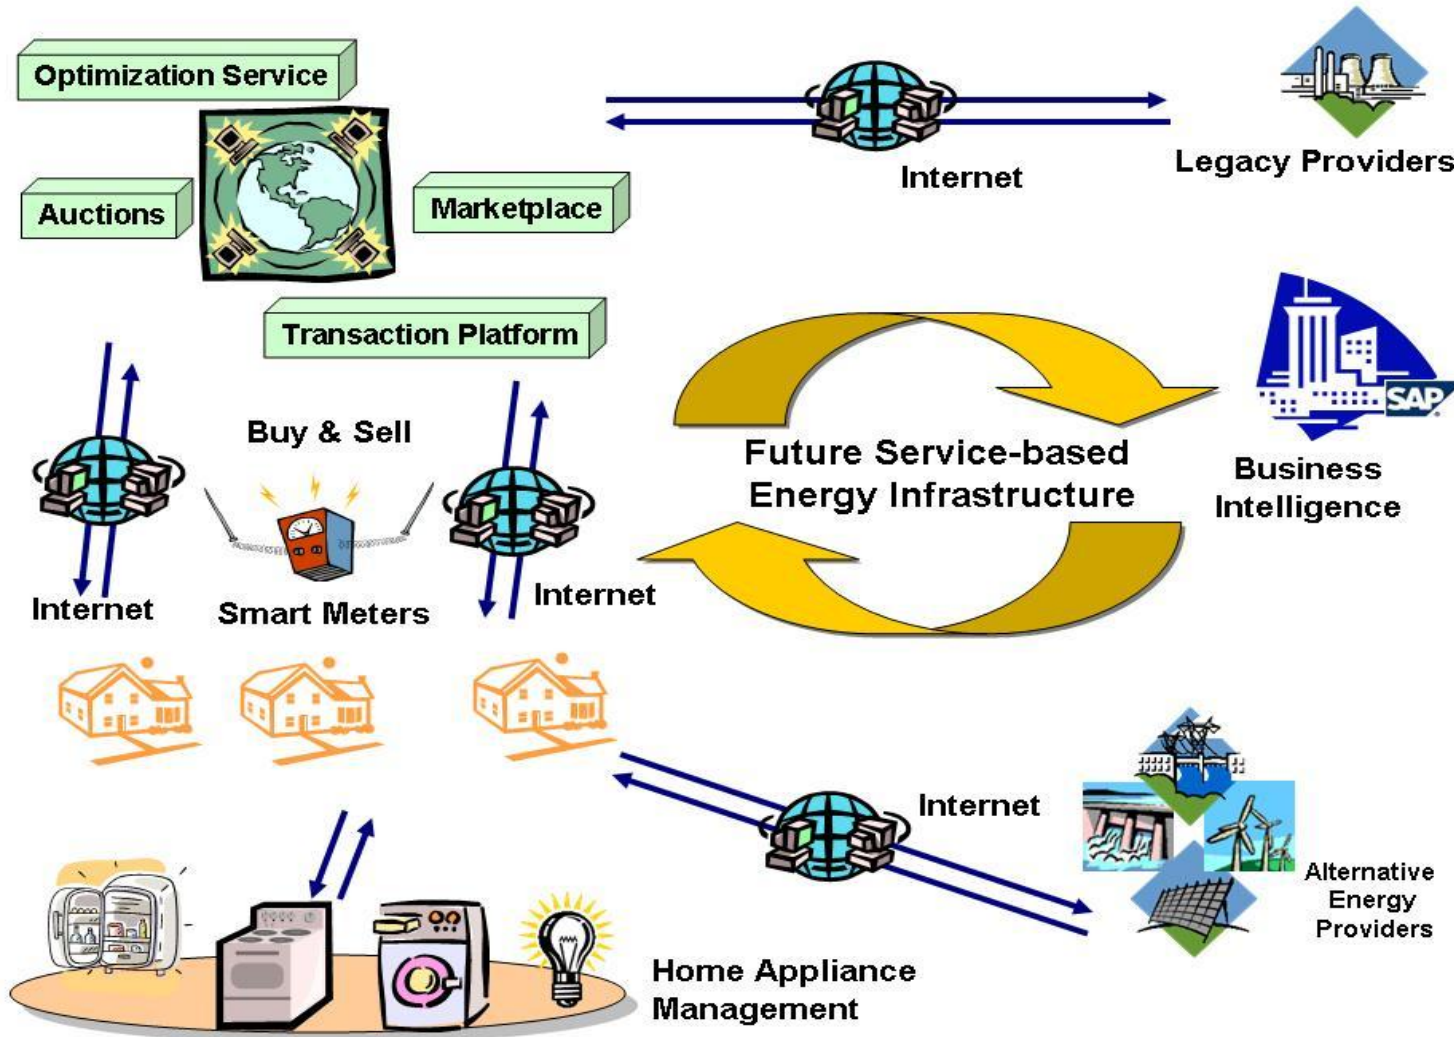 Optimization Service
Auctions
Marketplace
Transaction Platform
Internet
Legacy Providers
Buy & Sell
Smart Meters
Internet
Internet
Future Service-based
Energy Infrastructure
SAP
Business
Intelligence
Internet
Alternative
Energy
Providers
Home Appliance
Management